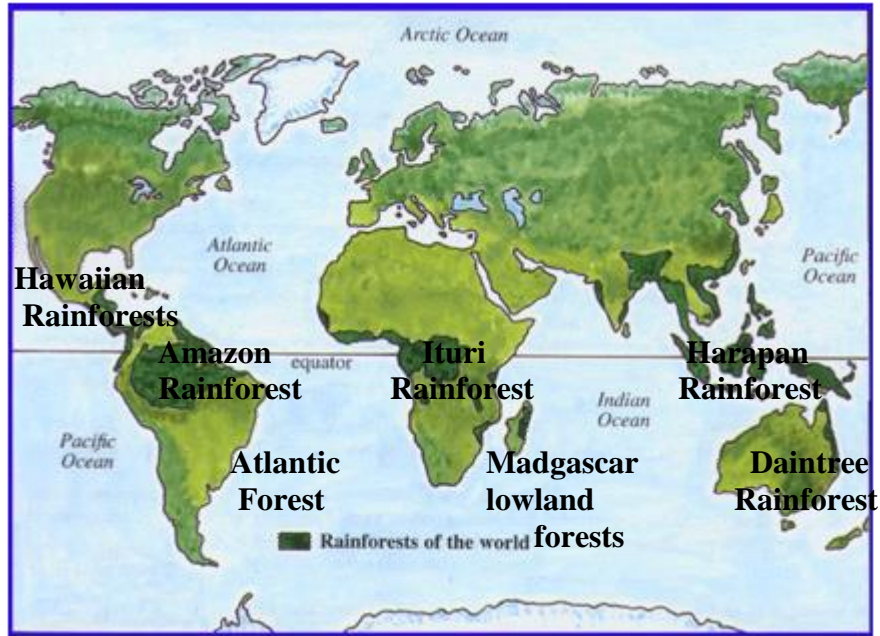 Arctic Ocean
Atlantic
Ocean
Pacific
Ocean
Hawaiian
Rainforests
Amazon
Rainforest
equator
Ituri
Rainforest
Harapan
Rainforest
Indian
Ocean
Pacific
Ocean
Atlantic
Forest
Madgascar
lowland
forests
Daintree
Rainforest
Rainforests of the world